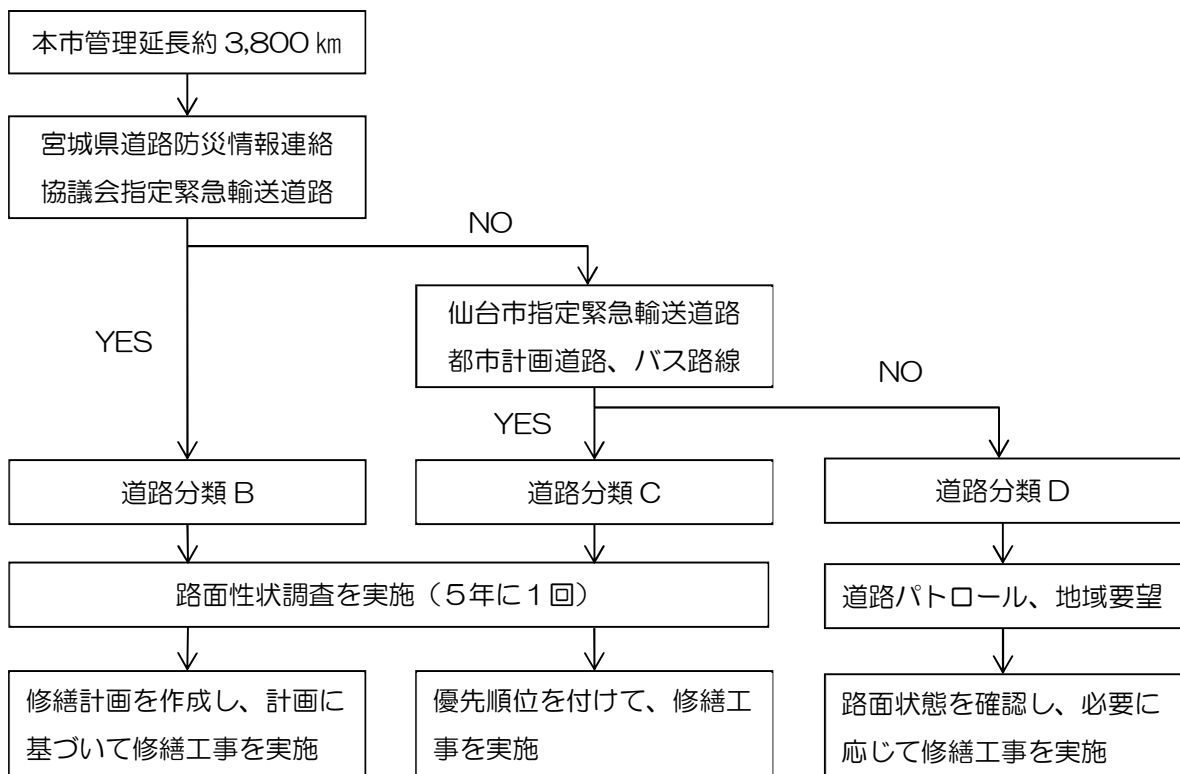 本市管理延長約 3,800 ㎞
宮城県道路防災情報連絡
協議会指定緊急輸送道路
NO
YES
仙台市指定緊急輸送道路
都市計画道路、バス路線
NO
YES
道路分類 B
道路分類 C
道路分類 D
路面性状調査を実施（５年に１回）
道路パトロール、地域要望
修繕計画を作成し、計画に
基づいて修繕工事を実施
優先順位を付けて、修繕工
事を実施
路面状態を確認し、必要に
応じて修繕工事を実施